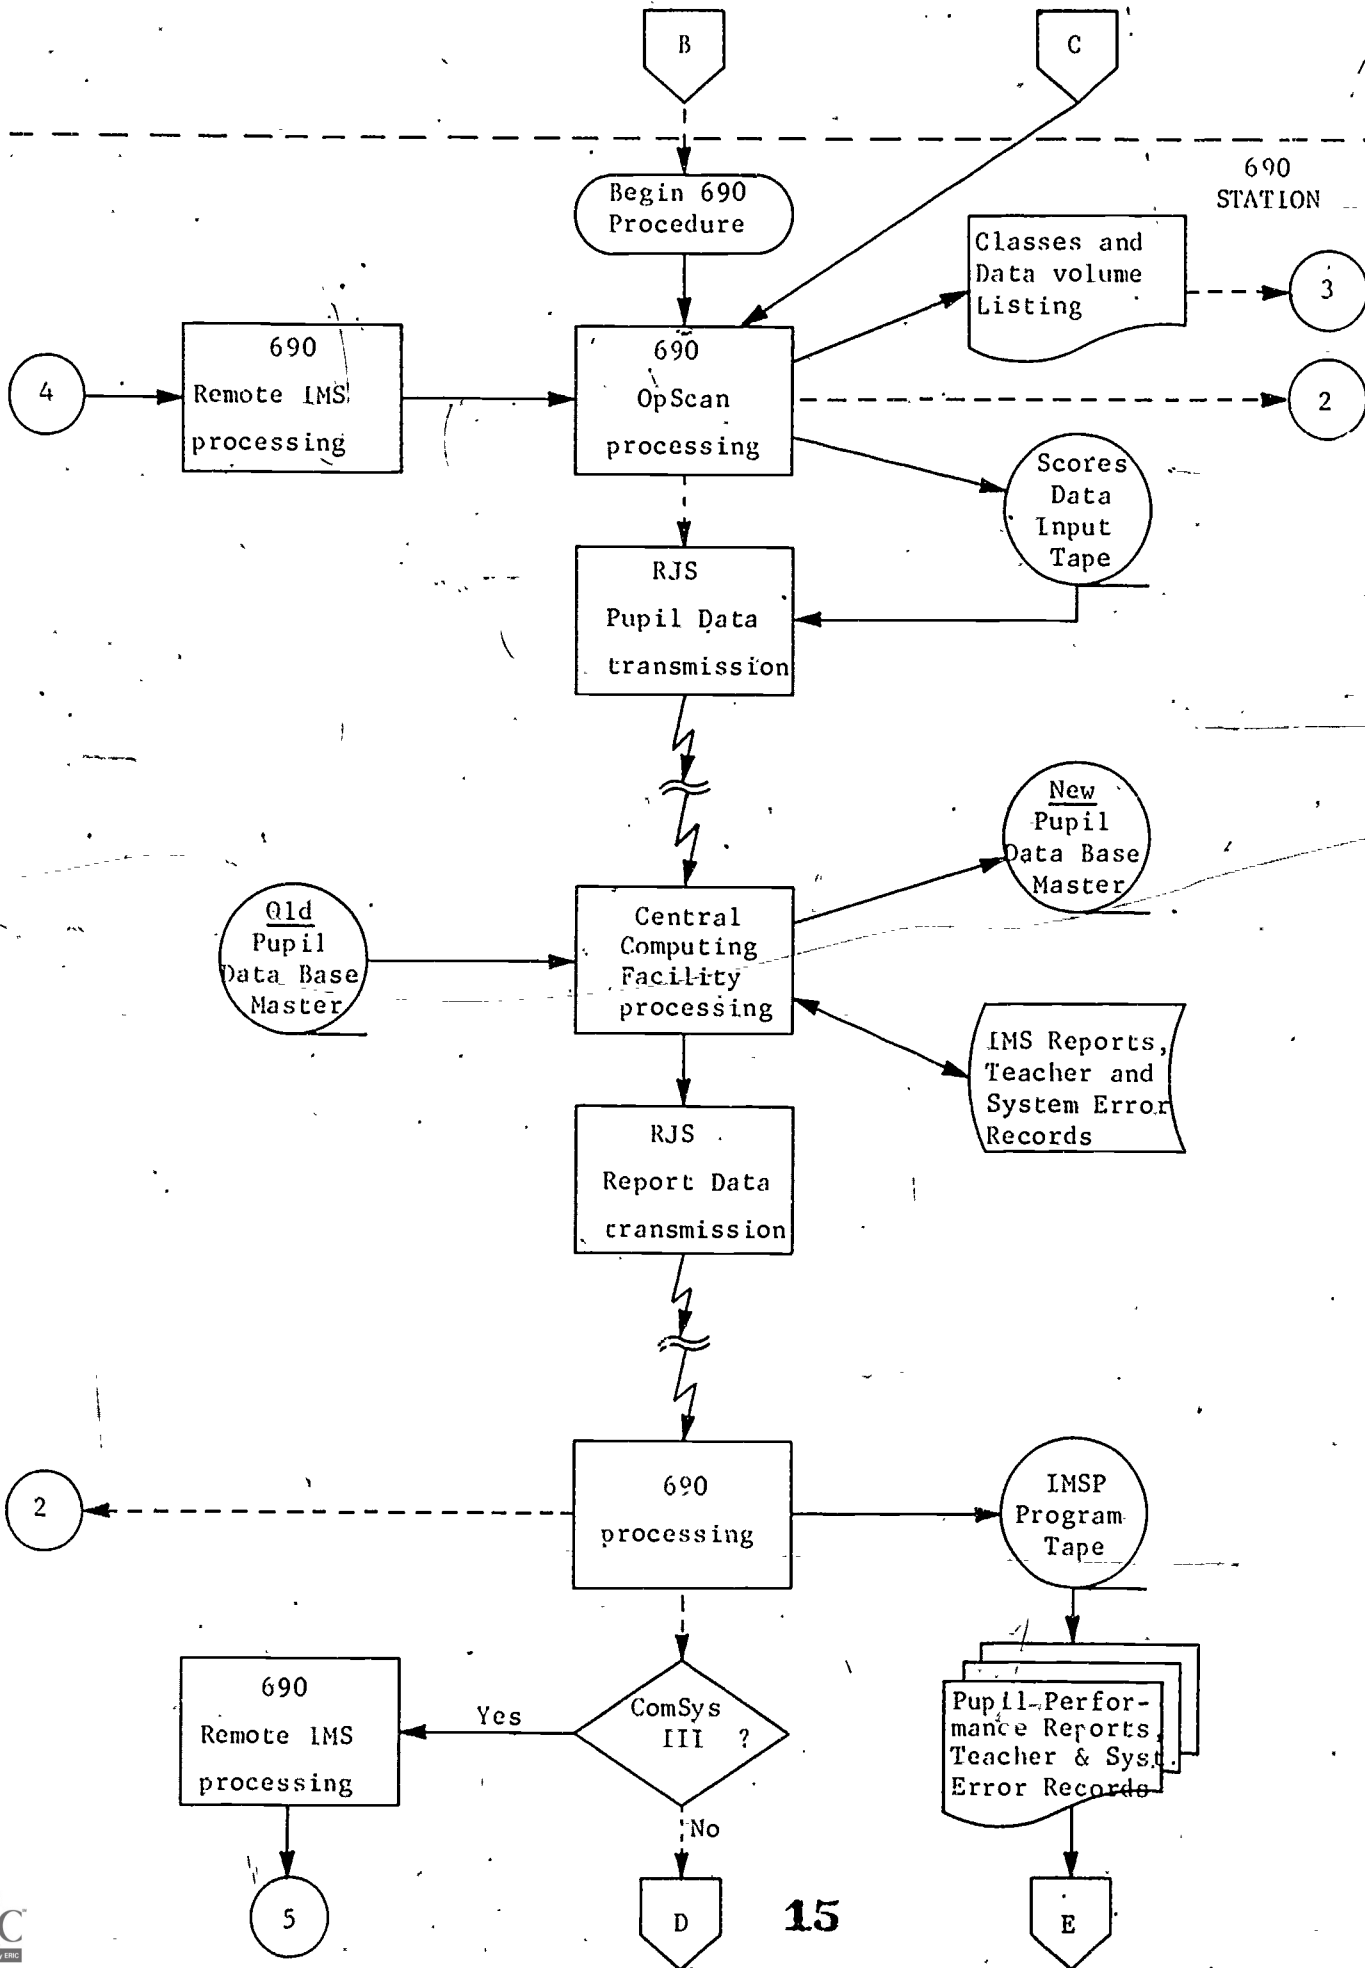 B
C
690
STATION
Begin 690
Procedure
Classes and
Data volume
Listing
3
4
690
Remote IMS
processing
690
OpScan
processing
2
Scores
Data
Input
Tape
RJS
Pupil Data
transmission
New
Pupil
Data Base
Master
Old
Pupil
Data Base
Master
Central
Computing
Facility
processing
IMS Reports,
Teacher and
System Error
Records
RJS
Report Data
transmission
2
690
processing
IMSP
Program
Tape
690
Remote IMS
processing
Yes
ComSys
III ?
Pupil Perfor-
mance Reports,
Teacher & Syst.
Error Records
No
5
D
15
E